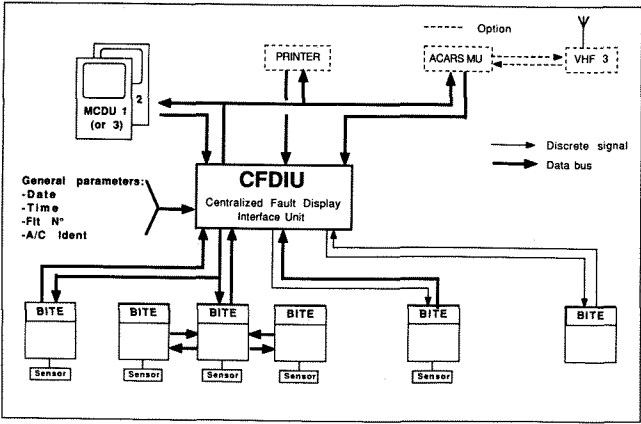 Option
PRINTER
ACARS MU
VHF 3
MCDU 1
2
(or 3)
Discrete signal
Data bus
General parameters:
-Date
-Time
-Flt N°
-A/C Ident
CFDIU
Centralized Fault Display
Interface Unit
BITE
BITE
BITE
BITE
BITE
BITE
Sensor
Sensor
Sensor
Sensor
Sensor